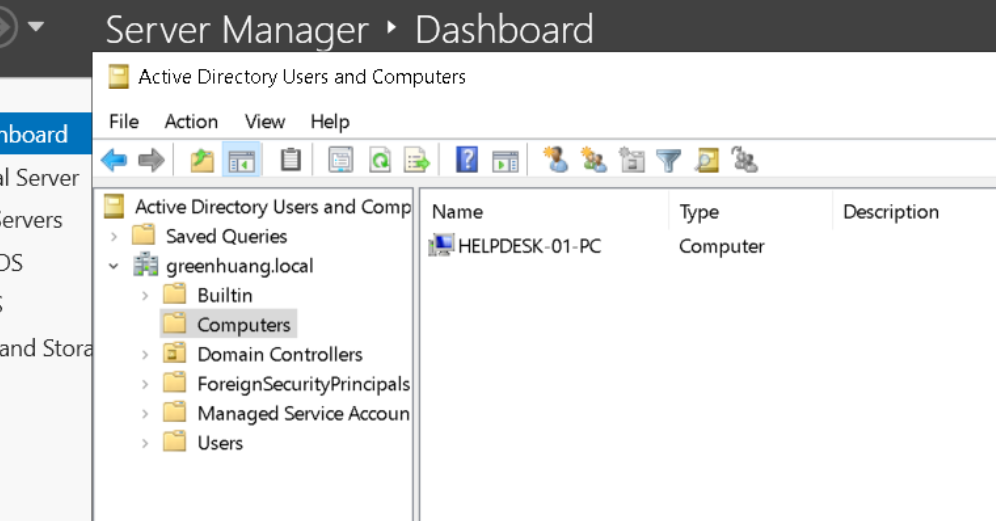 Server Manager ‣ Dashboard
Active Directory Users and Computers
File Action View Help
Active Directory Users and Comp
Saved Queries
greenhuang.local
Builtin
Computers
Domain Controllers
ForeignSecurityPrincipals
Managed Service Accoun
Users
Name Type Description
HELPDESK-01-PC Computer
hboard
al Server
Servers
DS
S
and Stora